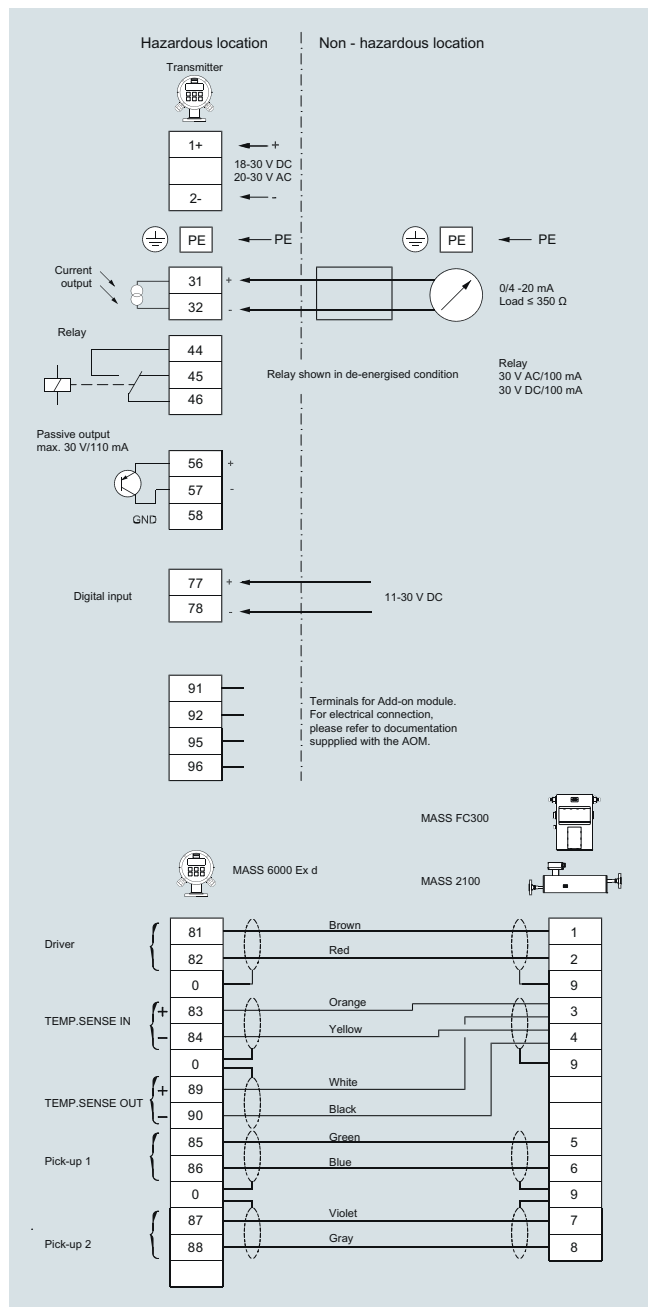 Hazardous location
Non - hazardous location
Transmitter
1+
+
18-30 V DC
20-30 V AC
2-
-
PE
PE
PE
PE
Current
output
31
+
32
-
0/4 -20 mA
Load ≤ 350 Ω
Relay
44
45
46
Relay shown in de-energised condition
Relay
30 V AC/100 mA
30 V DC/100 mA
Passive output
max. 30 V/110 mA
56
+
57
-
GND
58
Digital input
77
+
78
-
11-30 V DC
91
92
95
96
Terminals for Add-on module.
For electrical connection,
please refer to documentation
suppplied with the AOM.
MASS FC300
MASS 6000 Ex d
MASS 2100
Driver
81
Brown
1
82
Red
2
0
9
TEMP.SENSE IN
+
83
Orange
3
−
84
Yellow
4
0
9
TEMP.SENSE OUT
+
89
White
−
90
Black
Pick-up 1
85
Green
5
86
Blue
6
0
9
Pick-up 2
87
Violet
7
88
Gray
8